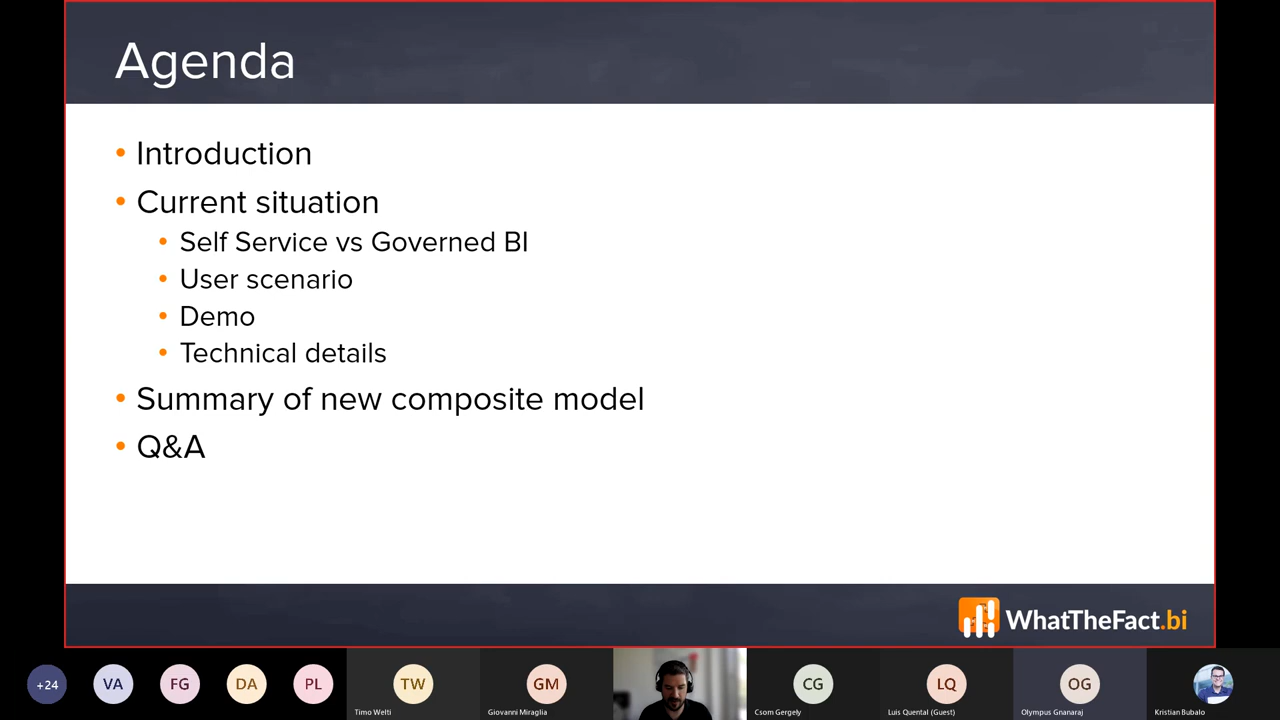 Agenda
• Introduction
• Current situation
• Self Service vs Governed BI
• User scenario
• Demo
• Technical details
• Summary of new composite model
• Q&A
WhatTheFact.bi
+24
VA
FG
DA
PL
TW
GM
CG
LQ
OG
Timo Welti
Giovanni Miraglia
Csom Gergely
Luis Quental (Guest)
Olympus Gnanaraj
Kristian Bubalo